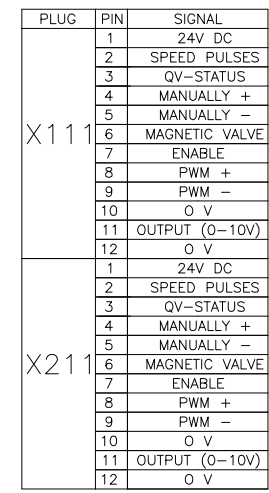 PLUG PIN SIGNAL
X111
1 24V DC
2 SPEED PULSES
3 QV-STATUS
4 MANUALLY +
5 MANUALLY -
6 MAGNETIC VALVE
7 ENABLE
8 PWM +
9 PWM -
10 0 V
11 OUTPUT (0-10V)
12 0 V
X211
1 24V DC
2 SPEED PULSES
3 QV-STATUS
4 MANUALLY +
5 MANUALLY -
6 MAGNETIC VALVE
7 ENABLE
8 PWM +
9 PWM -
10 0 V
11 OUTPUT (0-10V)
12 0 V